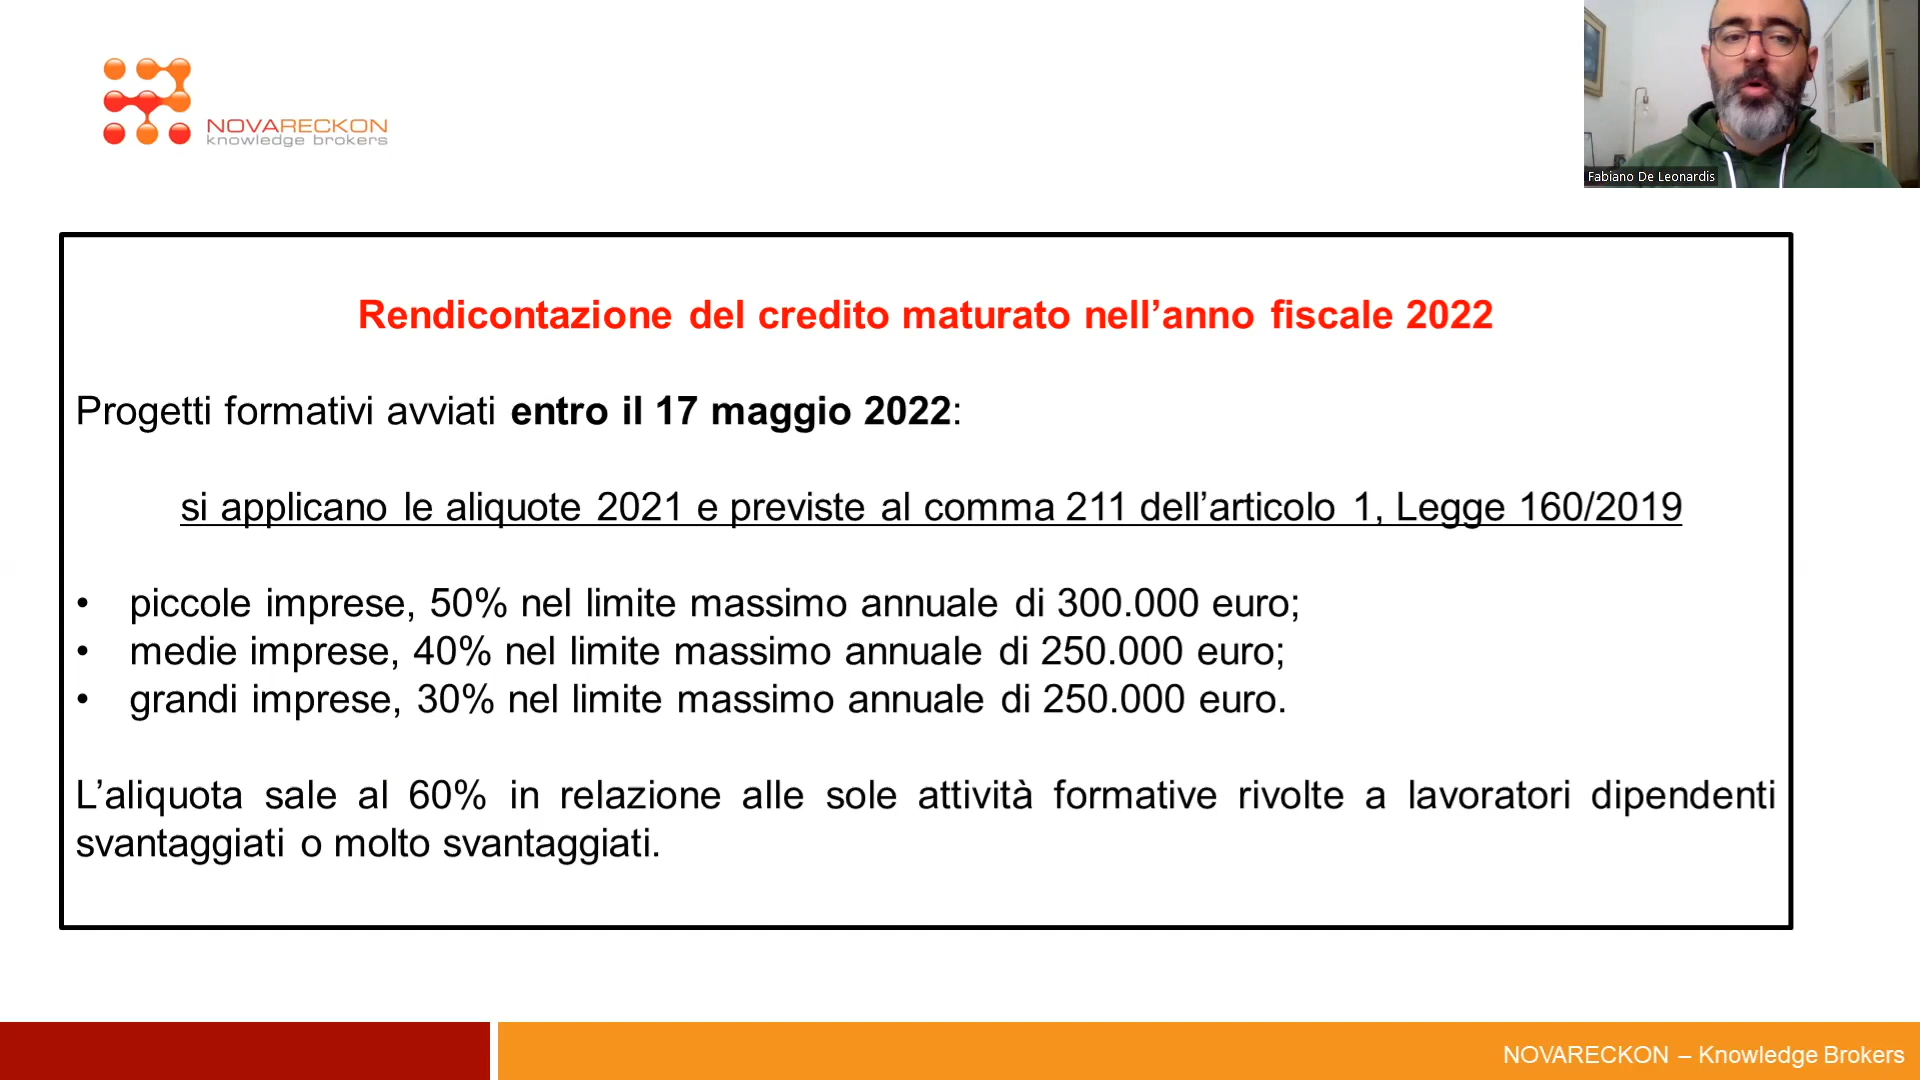 NOVARECKON
knowledge brokers
Fabiano De Leonardis
Rendicontazione del credito maturato nell’anno fiscale 2022
Progetti formativi avviati entro il 17 maggio 2022:
si applicano le aliquote 2021 e previste al comma 211 dell’articolo 1, Legge 160/2019
• piccole imprese, 50% nel limite massimo annuale di 300.000 euro;
• medie imprese, 40% nel limite massimo annuale di 250.000 euro;
• grandi imprese, 30% nel limite massimo annuale di 250.000 euro.
L’aliquota sale al 60% in relazione alle sole attività formative rivolte a lavoratori dipendenti
svantaggiati o molto svantaggiati.
NOVARECKON – Knowledge Brokers